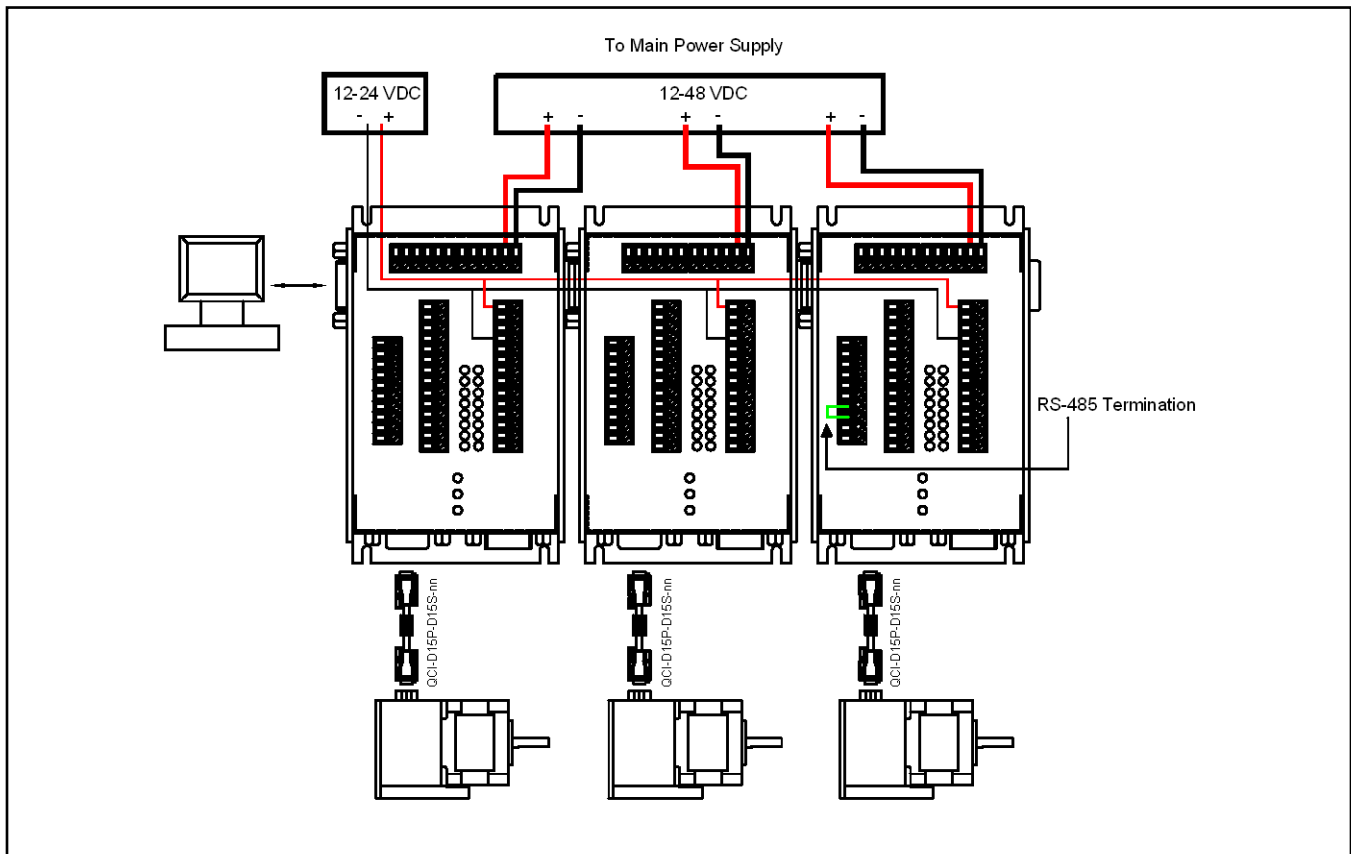 To Main Power Supply
12-24 VDC
- +
12-48 VDC
+ - + - + -
RS-485 Termination
QCI-D15P-D15S-nn
QCI-D15P-D15S-nn
QCI-D15P-D15S-nn